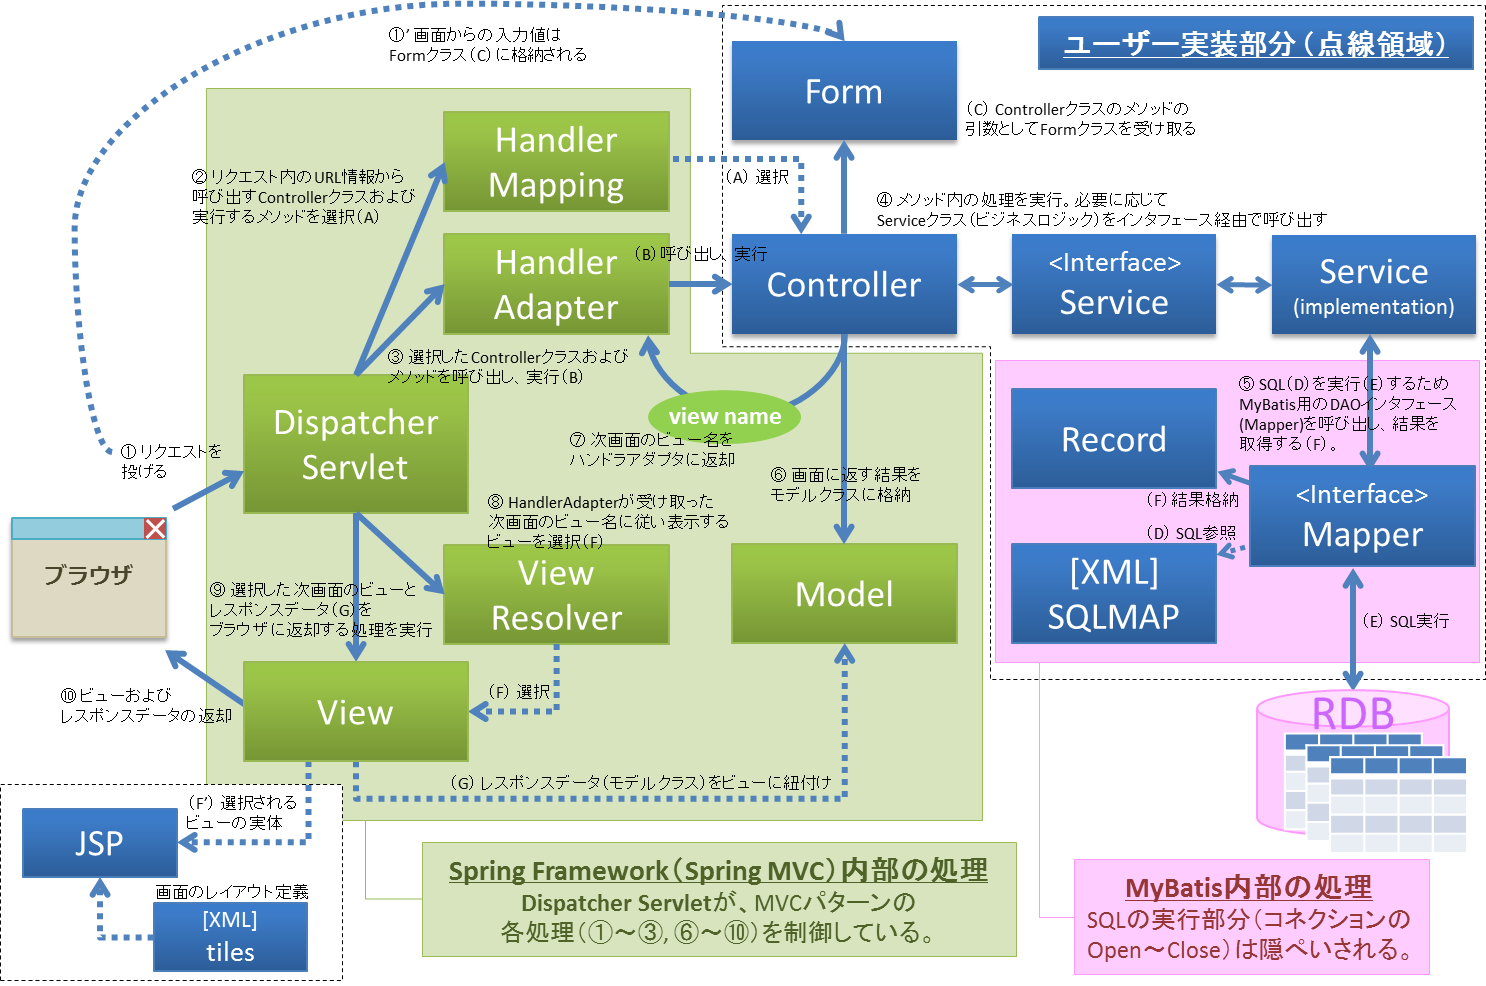 ①’ 画面からの入力値は
Formクラス（C）に格納される
ユーザー実装部分（点線領域）
Form
（C） Controllerクラスのメソッドの
引数としてFormクラスを受け取る
Handler
Mapping
② リクエスト内のURL情報から
呼び出すControllerクラスおよび
実行するメソッドを選択（A）
（A） 選択
④ メソッド内の処理を実行。必要に応じて
Serviceクラス（ビジネスロジック）をインタフェース経由で呼び出す
Handler
Adapter
（B） 呼び出し、実行
Controller
<Interface>
Service
Service
(implementation)
③ 選択したControllerクラスおよび
メソッドを呼び出し、実行（B）
Dispatcher
Servlet
view name
⑦ 次画面のビュー名を
ハンドラアダプタに返却
① リクエストを
投げる
⑥ 画面に返す結果を
モデルクラスに格納
Record
⑤ SQL（D）を実行（E）するため
MyBatis用のDAOインタフェース
(Mapper)を呼び出し、結果を
取得する（F）。
（F） 結果格納
（D） SQL参照
<Interface>
Mapper
[XML]
SQLMAP
（E） SQL実行
ブラウザ
⑧ HandlerAdapterが受け取った
次画面のビュー名に従い表示する
ビューを選択（F）
View
Resolver
Model
⑨ 選択した次画面のビューと
レスポンスデータ（G）を
ブラウザに返却する処理を実行
（F） 選択
View
⑩ ビューおよび
レスポンスデータの返却
RDB
（G） レスポンスデータ（モデルクラス）をビューに紐付け
（F’） 選択される
ビューの実体
JSP
画面のレイアウト定義
[XML]
tiles
Spring Framework（Spring MVC）内部の処理
Dispatcher Servletが、MVCパターンの
各処理（①～③, ⑥～⑩）を制御している。
MyBatis内部の処理
SQLの実行部分（コネクションの
Open～Close）は隠ぺいされる。